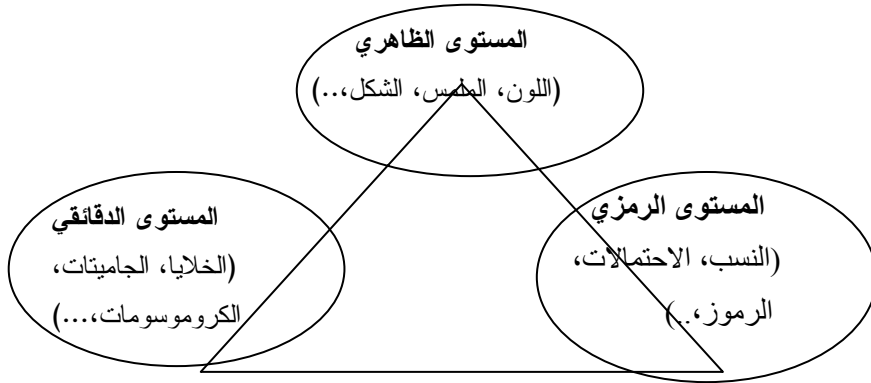 المستوى الظاهري
(اللون، الملمس، الشكل،..)
المستوى الرمزي
(النسب، الاحتمالات،
الرموز،..)
المستوى الدقائقي
(الخلايا، الجاميتات،
الكروموسومات،...)